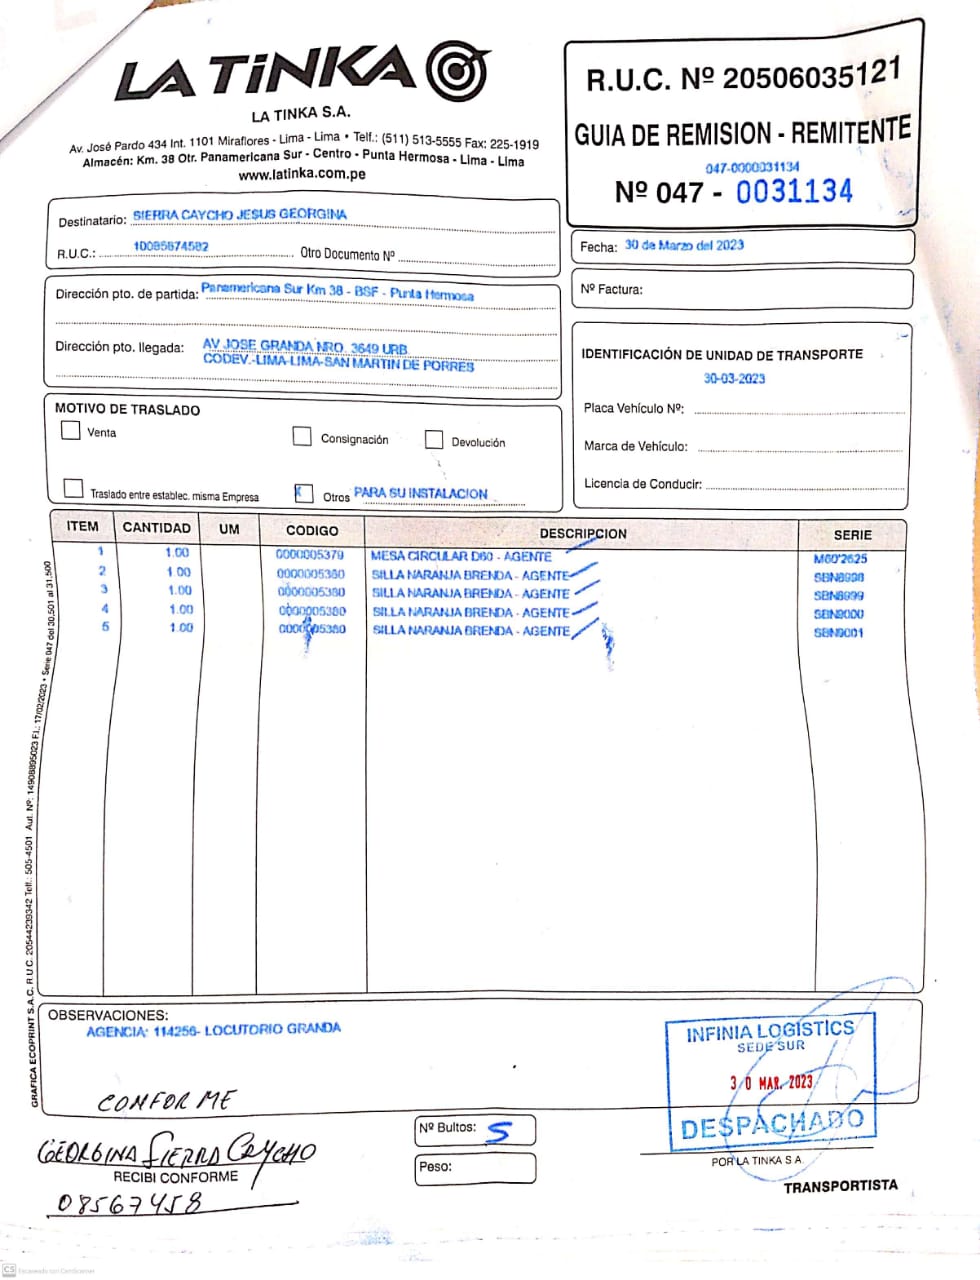 LA TiNKA
LA TINKA S.A.
Av. José Pardo 434 Int. 1101 Miraflores - Lima - Lima • Telf.: (511) 513-5555 Fax: 225-1919
Almacén: Km. 38 Otr. Panamericana Sur - Centro - Punta Hermosa - Lima - Lima
www.latinka.com.pe
R.U.C. Nº 20506035121
GUIA DE REMISION - REMITENTE
047-0000031134
Nº 047 - 0031134
Destinatario: SIERRA CAYCHO JESUS GEORGINA
R.U.C.: 10085674582 Otro Documento Nº
Fecha: 30 de Marzo del 2023
Nº Factura:
Dirección pto. de partida: Panamericana Sur Km 38 - BSF - Punta Hermosa
Dirección pto. llegada: AV JOSE GRANDA NRO. 3649 URB.
CODEV.-LIMA-LIMA-SAN MARTIN DE PORRES
IDENTIFICACIÓN DE UNIDAD DE TRANSPORTE
30-03-2023
Placa Vehículo Nº:
Marca de Vehículo:
Licencia de Conducir:
MOTIVO DE TRASLADO
Venta Consignación Devolución
Traslado entre establec. misma Empresa X Otros PARA SU INSTALACION
ITEM CANTIDAD UM CODIGO DESCRIPCION SERIE
1 1.00 0000005379 MESA CIRCULAR D60 - AGENTE
2 1.00 0000005380 SILLA NARANJA BRENDA - AGENTE SBN8998
3 1.00 0000005380 SILLA NARANJA BRENDA - AGENTE SBN8999
4 1.00 0000005380 SILLA NARANJA BRENDA - AGENTE SBN9000
5 1.00 0000005380 SILLA NARANJA BRENDA - AGENTE SBN9001
GRAFICA ECOPRINT S.A.C. R.U.C. 20544239342 Telf.: 505-4501 Aut. Nº: 14908895023 F.I.: 17/02/2023 • Serie 047 del 30,501 al 31,500
OBSERVACIONES:
AGENCIA: 114256- LOCUTORIO GRANDA
CONFORME
INFINIA LOGÍSTICS
SEDE SUR
30 MAR. 2023
DESPACHADO
GEORGINA SIERRA CAYCHO
RECIBI CONFORME
08567458
Nº Bultos: 5
Peso:
POR LA TINKA S.A.
TRANSPORTISTA
CS Escaneado con CamScanner